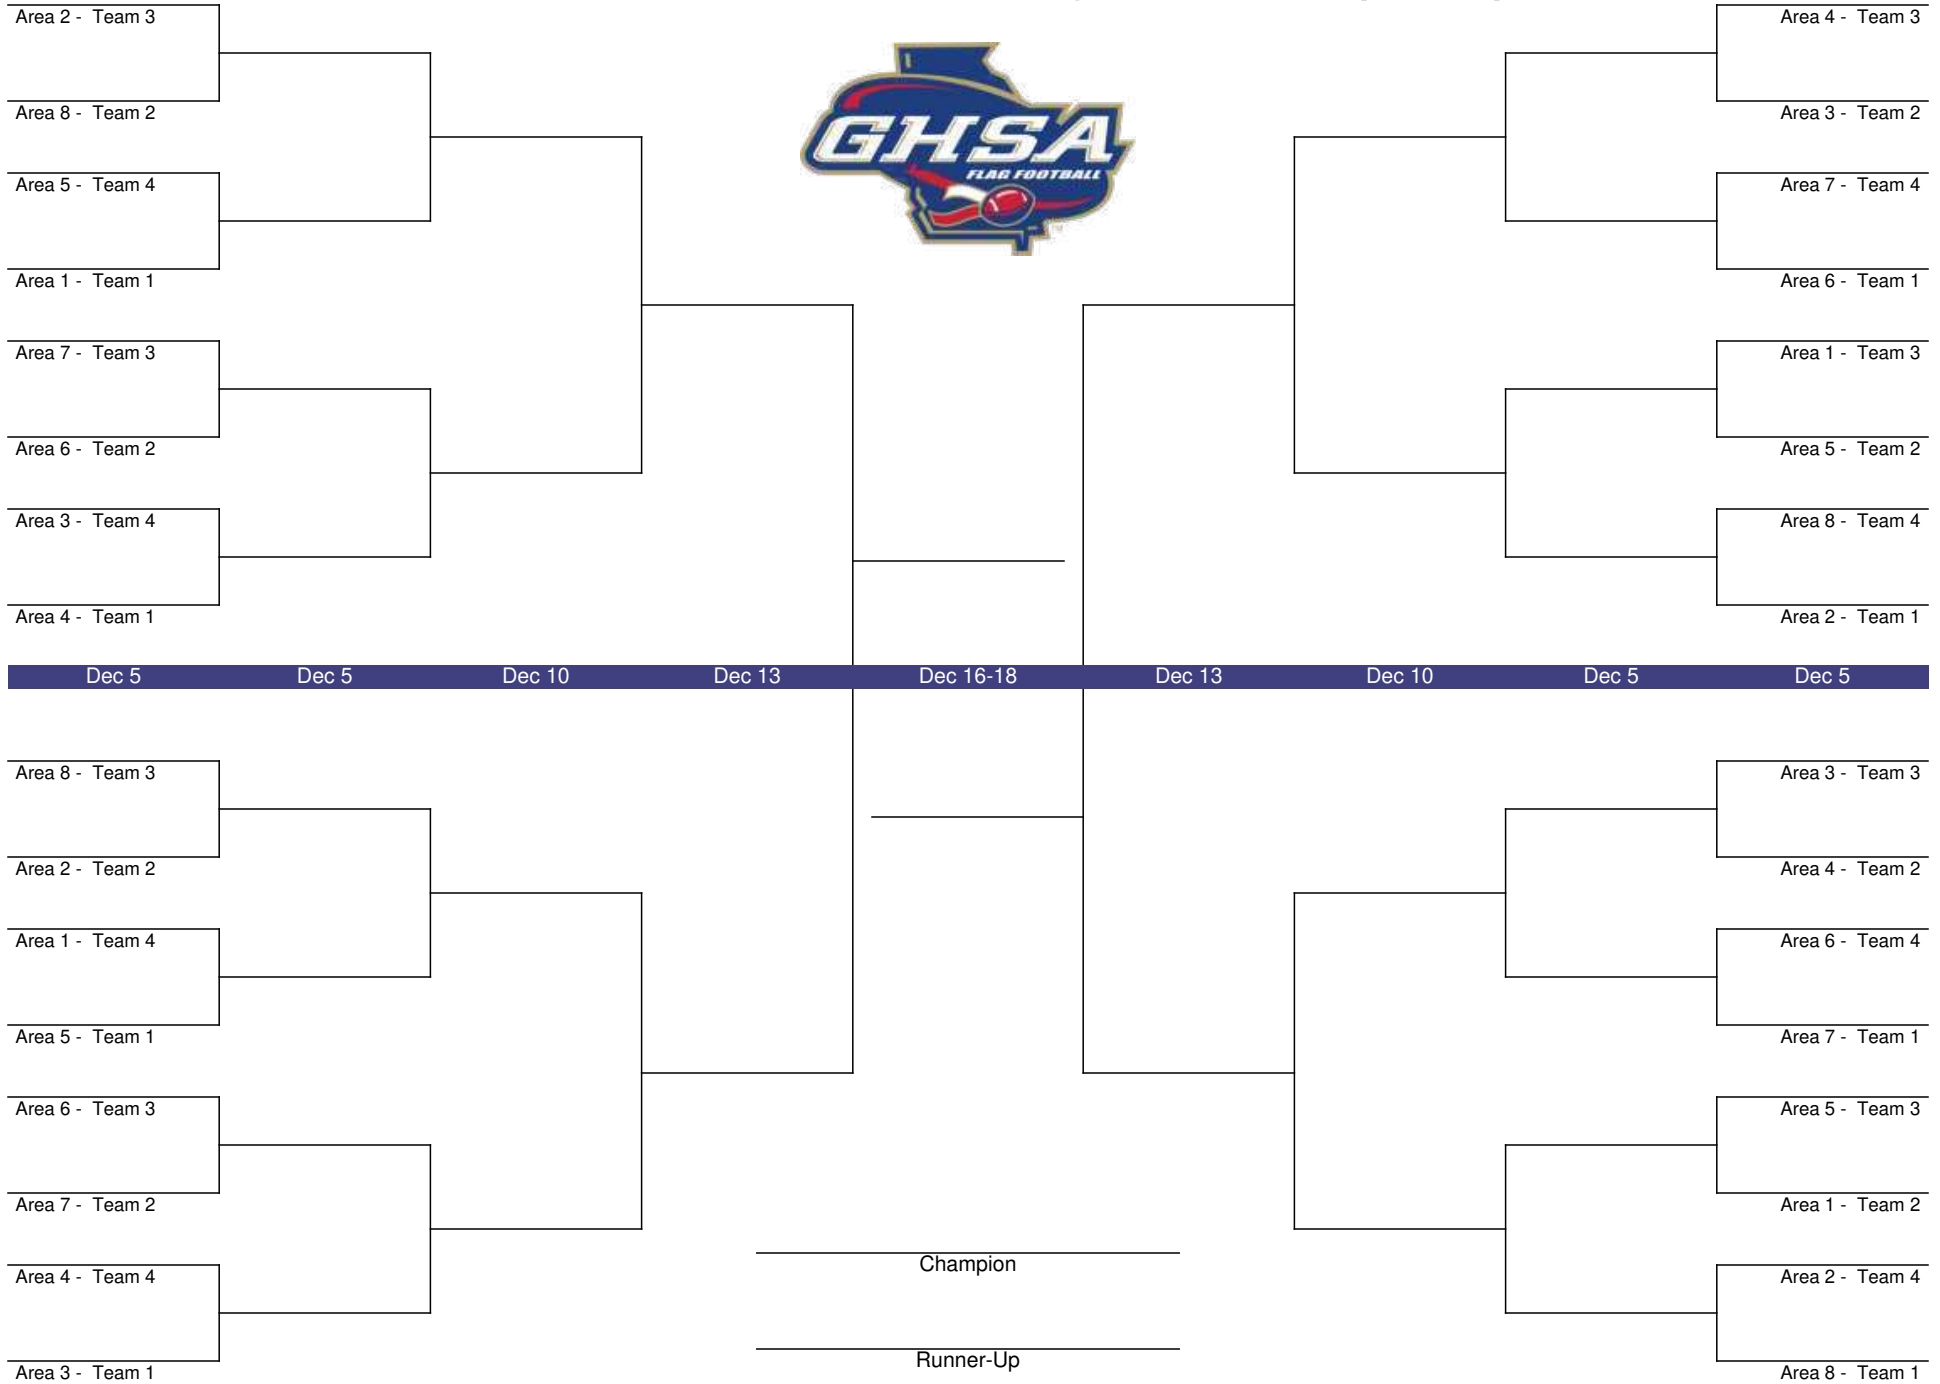 Area 2 - Team 3
Area 8 - Team 2
Area 5 - Team 4
Area 1 - Team 1
Area 7 - Team 3
Area 6 - Team 2
Area 3 - Team 4
Area 4 - Team 1
GHSA
FLAG FOOTBALL
Area 4 - Team 3
Area 3 - Team 2
Area 7 - Team 4
Area 6 - Team 1
Area 1 - Team 3
Area 5 - Team 2
Area 8 - Team 4
Area 2 - Team 1
Dec 5 Dec 5 Dec 10 Dec 13 Dec 16-18 Dec 13 Dec 10 Dec 5 Dec 5
Area 8 - Team 3
Area 2 - Team 2
Area 1 - Team 4
Area 5 - Team 1
Area 6 - Team 3
Area 7 - Team 2
Area 4 - Team 4
Area 3 - Team 1
Champion
Runner-Up
Area 3 - Team 3
Area 4 - Team 2
Area 6 - Team 4
Area 7 - Team 1
Area 5 - Team 3
Area 1 - Team 2
Area 2 - Team 4
Area 8 - Team 1